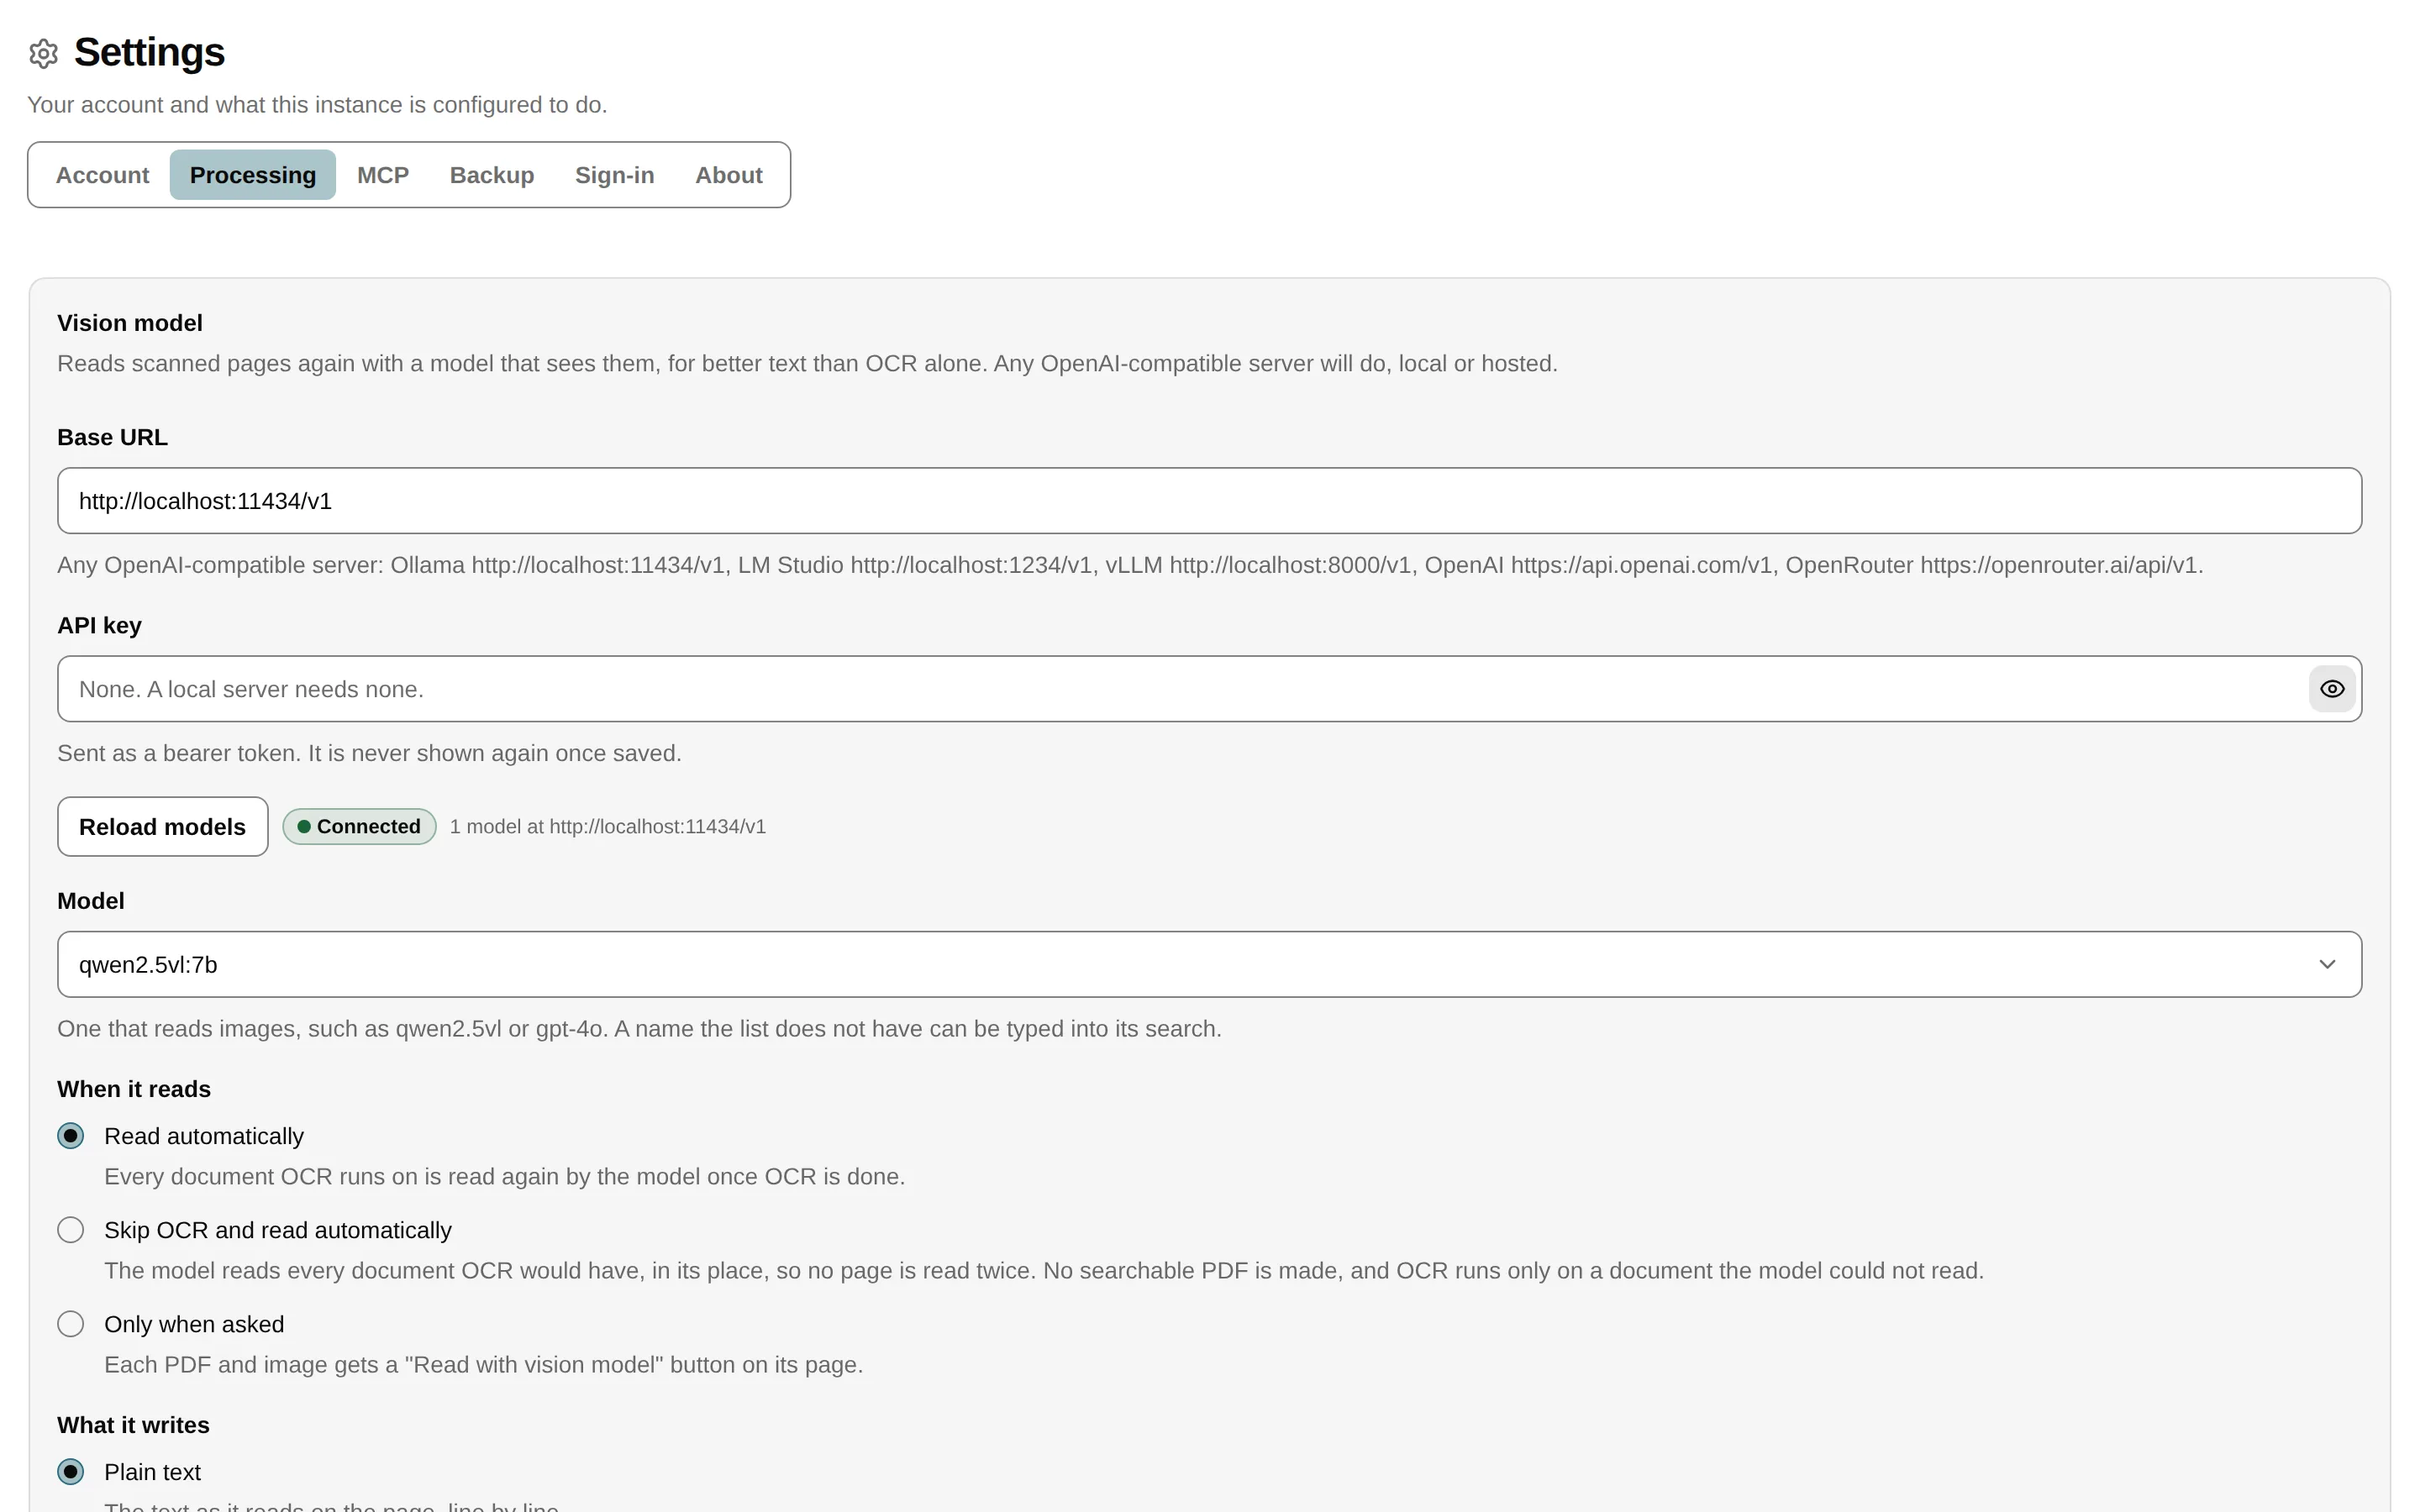 Settings
Your account and what this instance is configured to do.
Account Processing MCP Backup Sign-in About
Vision model
Reads scanned pages again with a model that sees them, for better text than OCR alone. Any OpenAI-compatible server will do, local or hosted.
Base URL
http://localhost:11434/v1
Any OpenAI-compatible server: Ollama http://localhost:11434/v1, LM Studio http://localhost:1234/v1, vLLM http://localhost:8000/v1, OpenAI https://api.openai.com/v1, OpenRouter https://openrouter.ai/api/v1.
API key
None. A local server needs none.
Sent as a bearer token. It is never shown again once saved.
Reload models Connected 1 model at http://localhost:11434/v1
Model
qwen2.5vl:7b
One that reads images, such as qwen2.5vl or gpt-4o. A name the list does not have can be typed into its search.
When it reads
Read automatically
Every document OCR runs on is read again by the model once OCR is done.
Skip OCR and read automatically
The model reads every document OCR would have, in its place, so no page is read twice. No searchable PDF is made, and OCR runs only on a document the model could not read.
Only when asked
Each PDF and image gets a "Read with vision model" button on its page.
What it writes
Plain text
The text as it reads on the page, line by line.